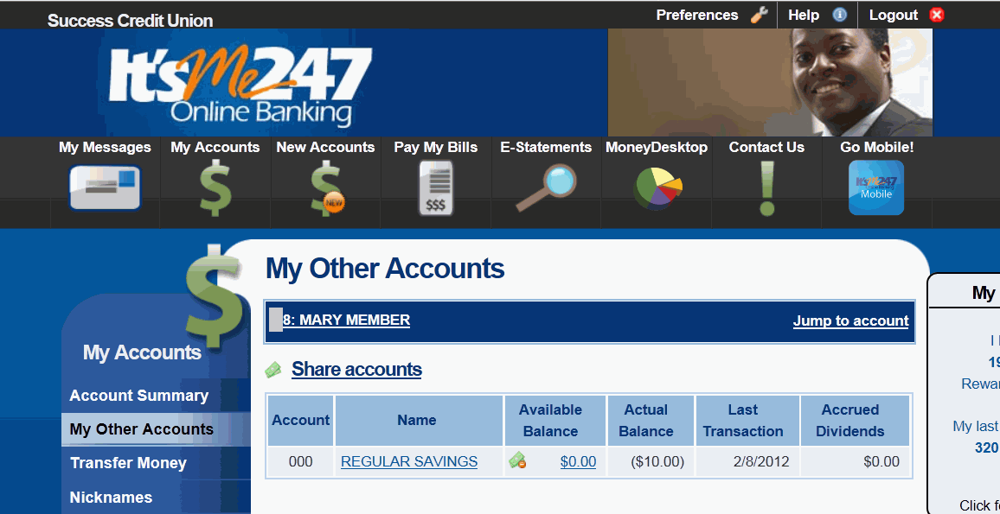 Success Credit Union
Preferences
Help
Logout
It'sMe247
Online Banking
My Messages
My Accounts
New Accounts
Pay My Bills
E-Statements
MoneyDesktop
Contact Us
Go Mobile!
NEW
$$$
It'sMe247
Mobile
My Other Accounts
8: MARY MEMBER
Jump to account
Share accounts
Account Name Available Balance Actual Balance Last Transaction Accrued Dividends
000 REGULAR SAVINGS $0.00 ($10.00) 2/8/2012 $0.00
My Accounts
Account Summary
My Other Accounts
Transfer Money
Nicknames
My
I
19
Rewar
My last
320
Click f